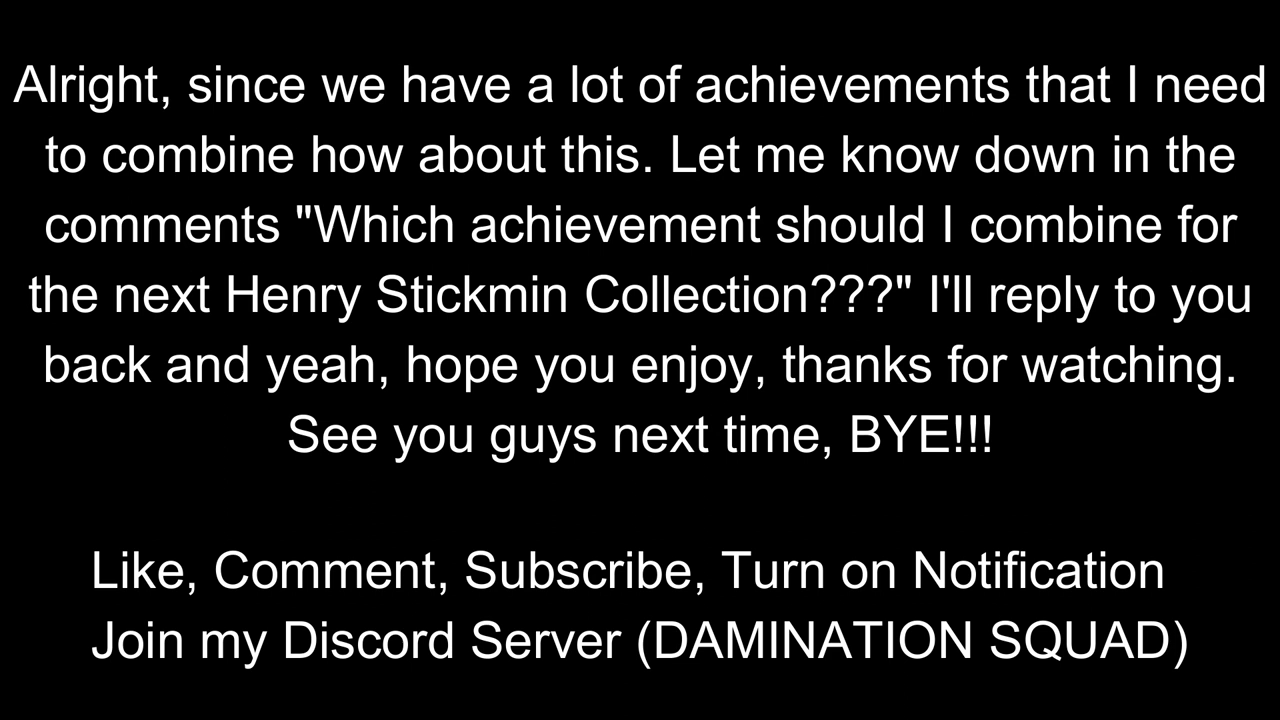 Alright, since we have a lot of achievements that I need
to combine how about this. Let me know down in the
comments "Which achievement should I combine for
the next Henry Stickmin Collection???" I'll reply to you
back and yeah, hope you enjoy, thanks for watching.
See you guys next time, BYE!!!
Like, Comment, Subscribe, Turn on Notification
Join my Discord Server (DAMINATION SQUAD)